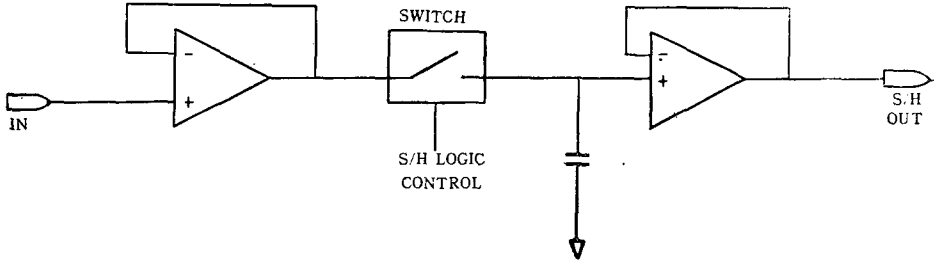 SWITCH
IN
S/H LOGIC
CONTROL
S/H
OUT